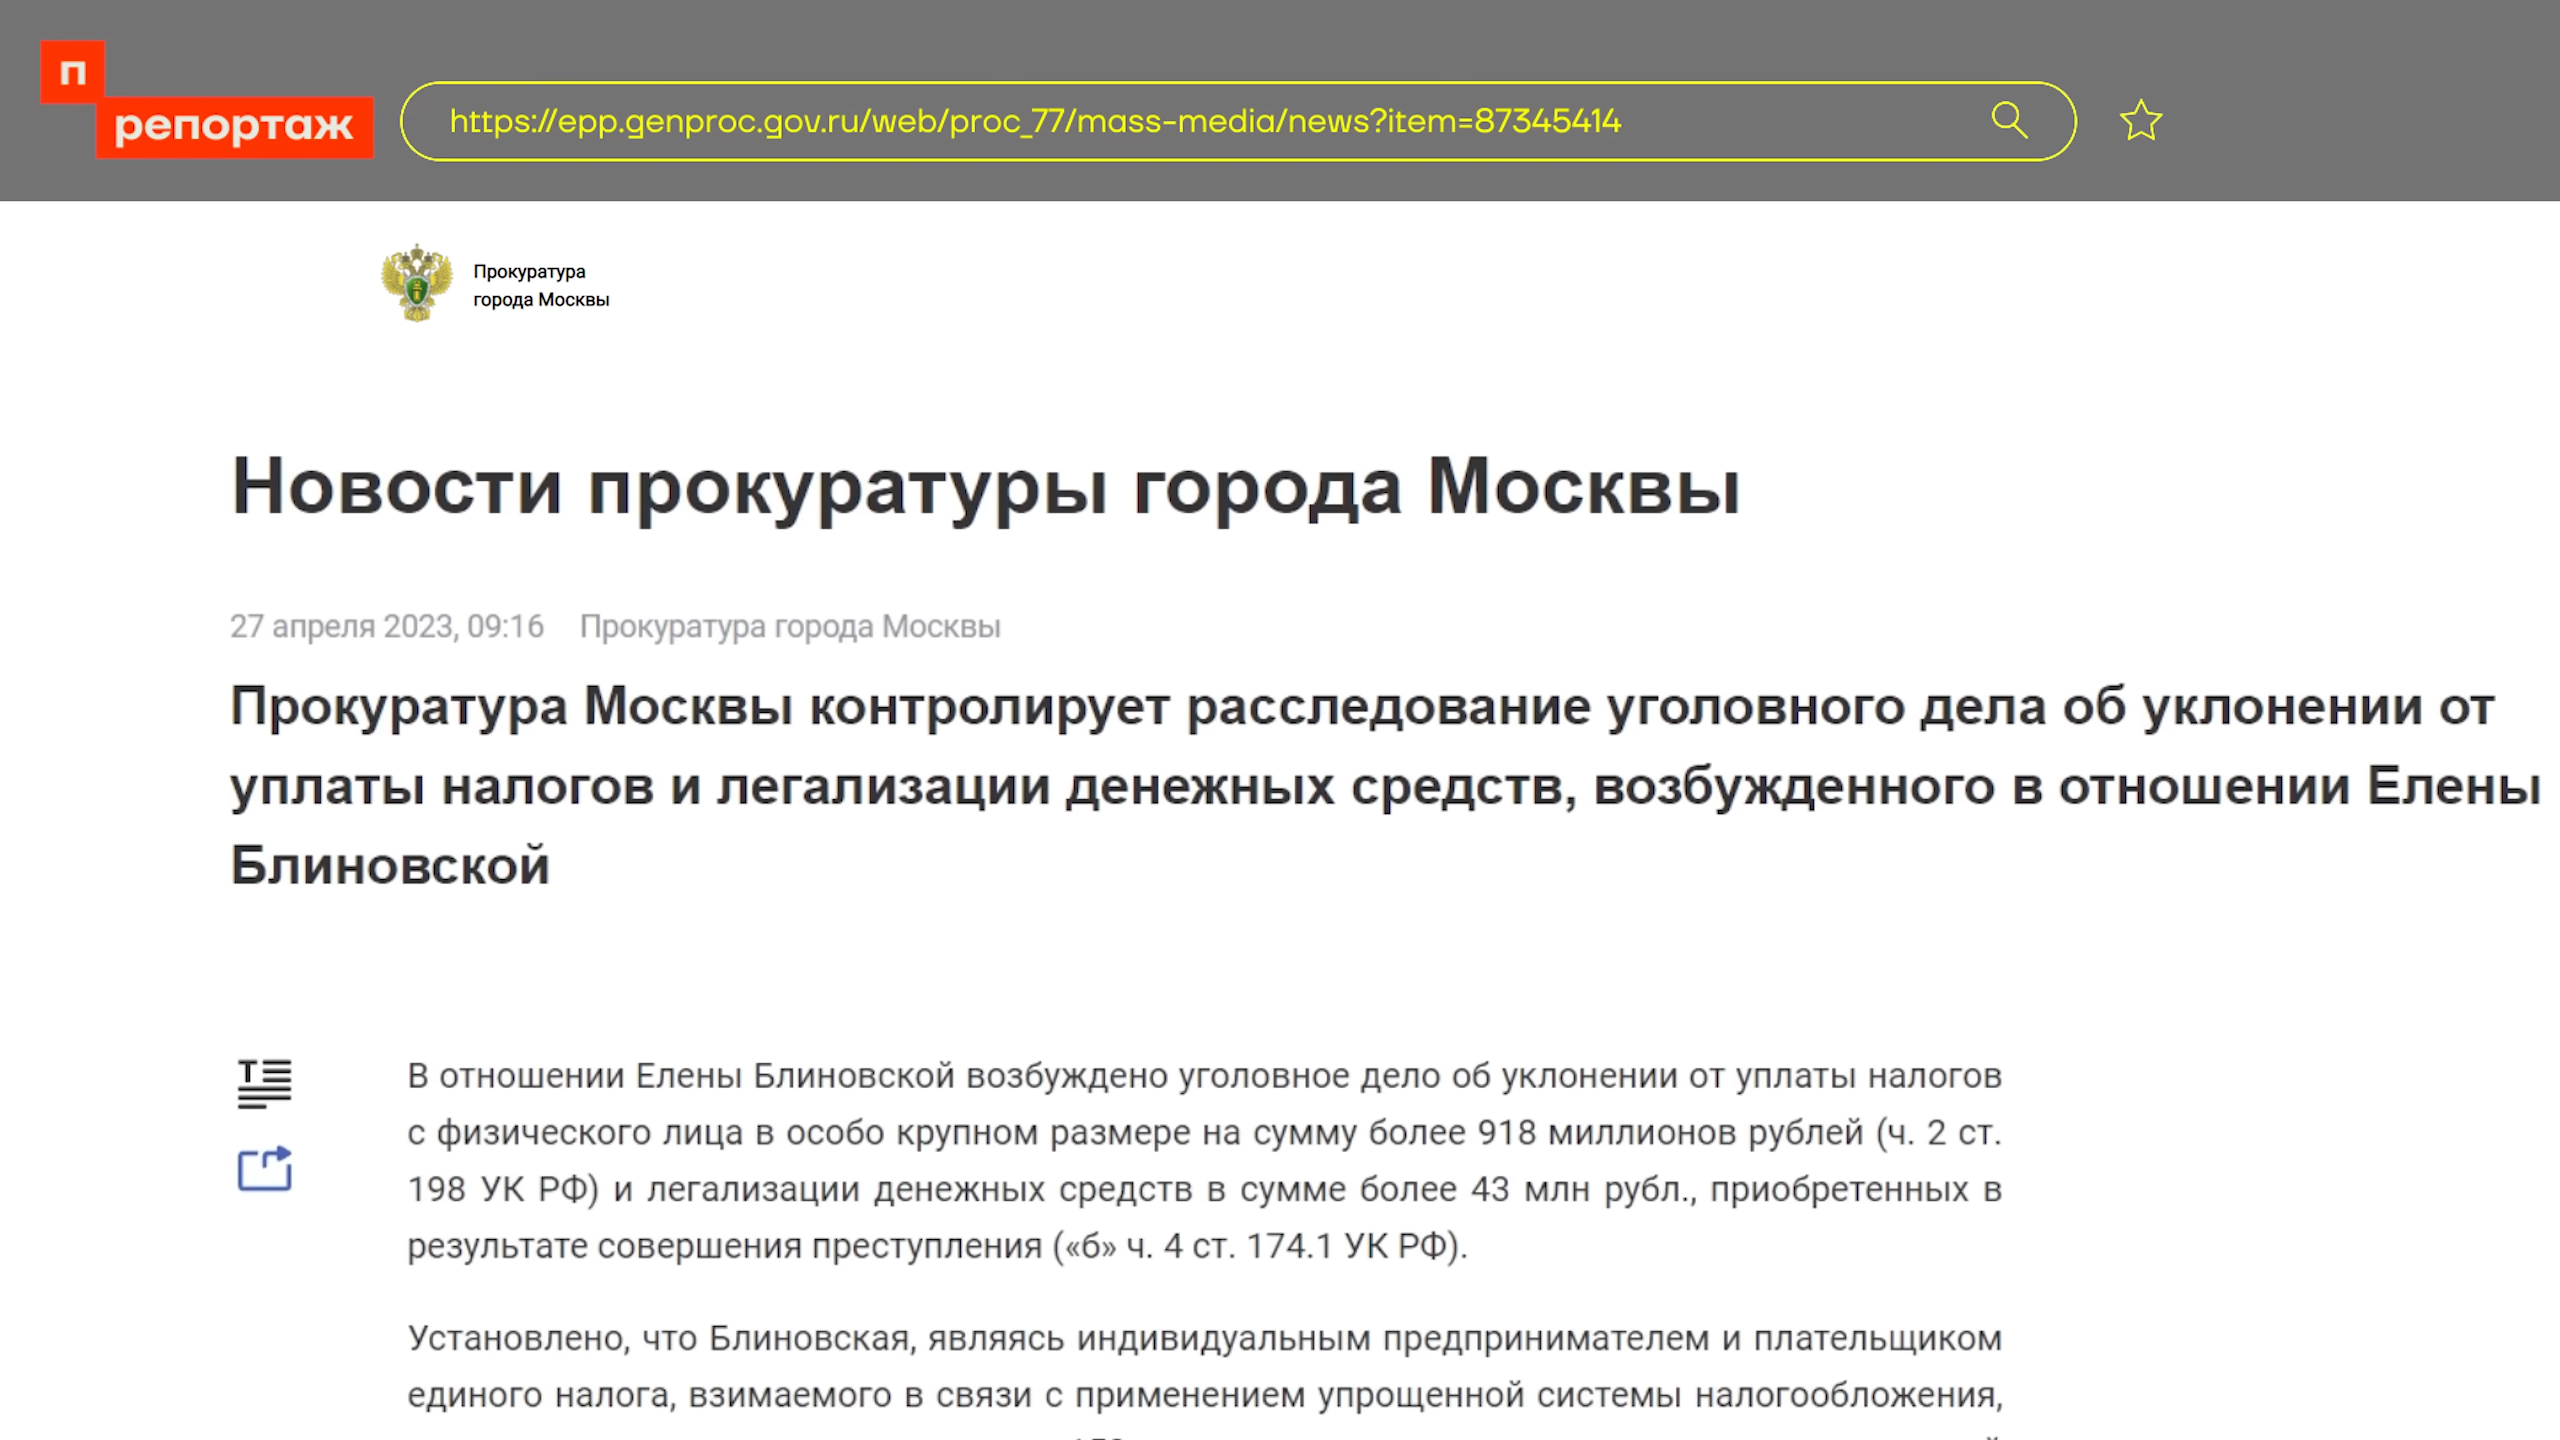 П
репортаж
https://epp.genproc.gov.ru/web/proc_77/mass-media/news?item=87345414
Прокуратура
города Москвы
Новости прокуратуры города Москвы
27 апреля 2023, 09:16 Прокуратура города Москвы
Прокуратура Москвы контролирует расследование уголовного дела об уклонении от
уплаты налогов и легализации денежных средств, возбужденного в отношении Елены
Блиновской
В отношении Елены Блиновской возбуждено уголовное дело об уклонении от уплаты налогов
с физического лица в особо крупном размере на сумму более 918 миллионов рублей (ч. 2 ст.
198 УК РФ) и легализации денежных средств в сумме более 43 млн рубл., приобретенных в
результате совершения преступления («б» ч. 4 ст. 174.1 УК РФ).
Установлено, что Блиновская, являясь индивидуальным предпринимателем и плательщиком
единого налога, взимаемого в связи с применением упрощенной системы налогообложения,